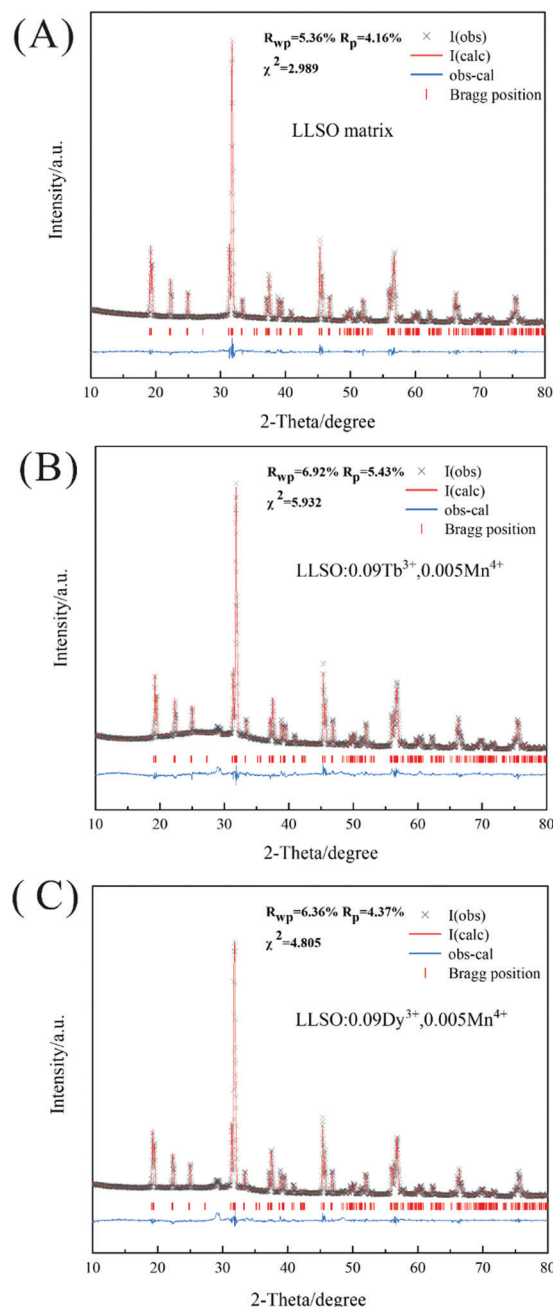 (A)
Rwp=5.36% Rp=4.16%
χ²=2.989
I(obs)
I(calc)
obs-cal
Bragg position
LLSO matrix
Intensity/a.u.
10 20 30 40 50 60 70 80
2-Theta/degree
(B)
Rwp=6.92% Rp=5.43%
χ²=5.932
I(obs)
I(calc)
obs-cal
Bragg position
LLSO:0.09Tb³⁺,0.005Mn⁴⁺
Intensity/a.u.
10 20 30 40 50 60 70 80
2-Theta/degree
(C)
Rwp=6.36% Rp=4.37%
χ²=4.805
I(obs)
I(calc)
obs-cal
Bragg position
LLSO:0.09Dy³⁺,0.005Mn⁴⁺
Intensity/a.u.
10 20 30 40 50 60 70 80
2-Theta/degree